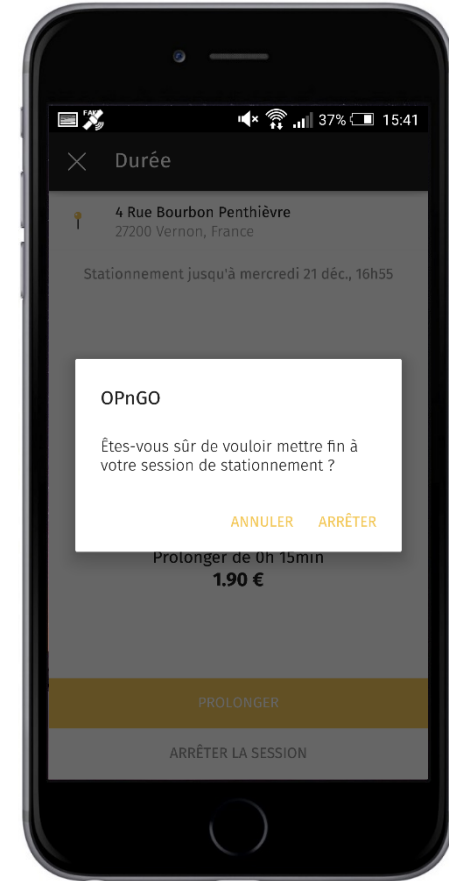 FAKE
37% 15:41
Durée
4 Rue Bourbon Penthièvre
27200 Vernon, France
Stationnement jusqu'à mercredi 21 déc., 16h55
OPnGO
Êtes-vous sûr de vouloir mettre fin à
votre session de stationnement ?
ANNULER ARRÊTER
Prolonger de 0h 15min
1.90 €
PROLONGER
ARRÊTER LA SESSION